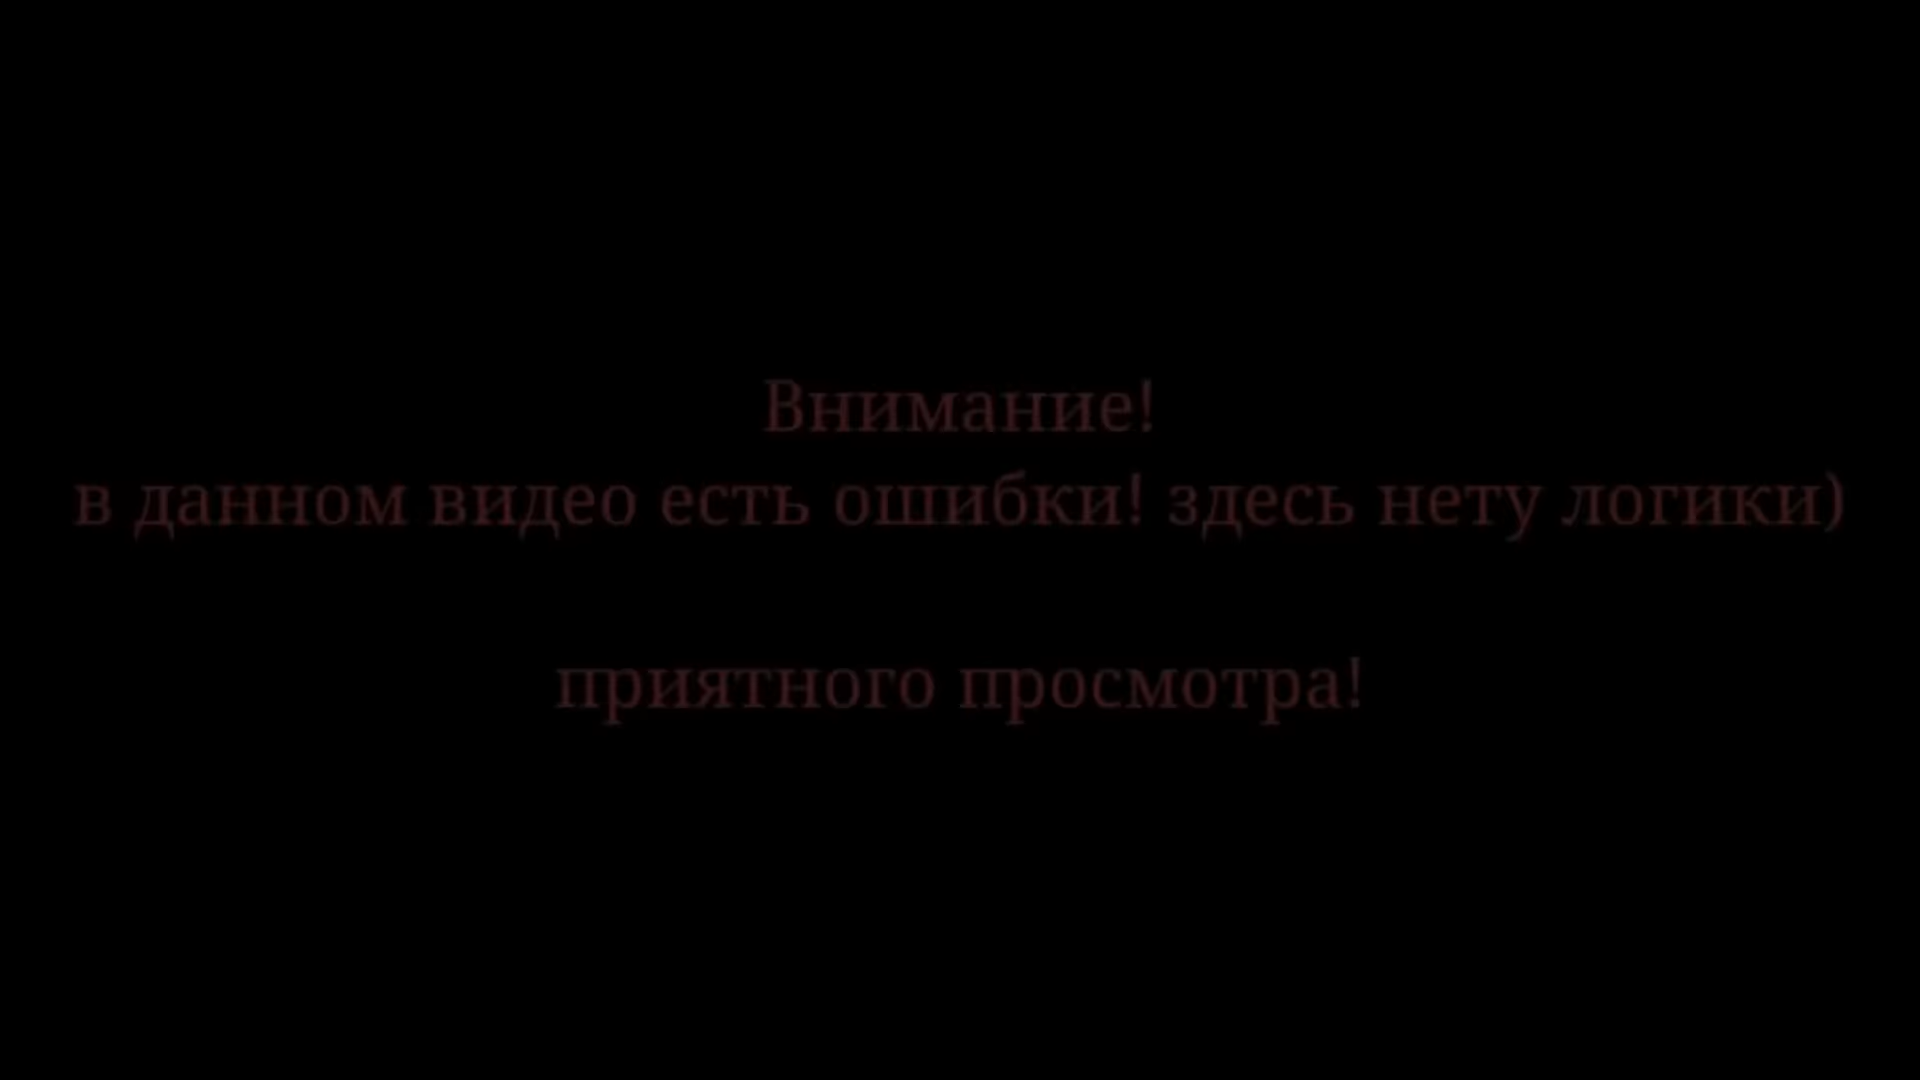 Внимание!
в данном видео есть ошибки! здесь нету логики)
приятного просмотра!